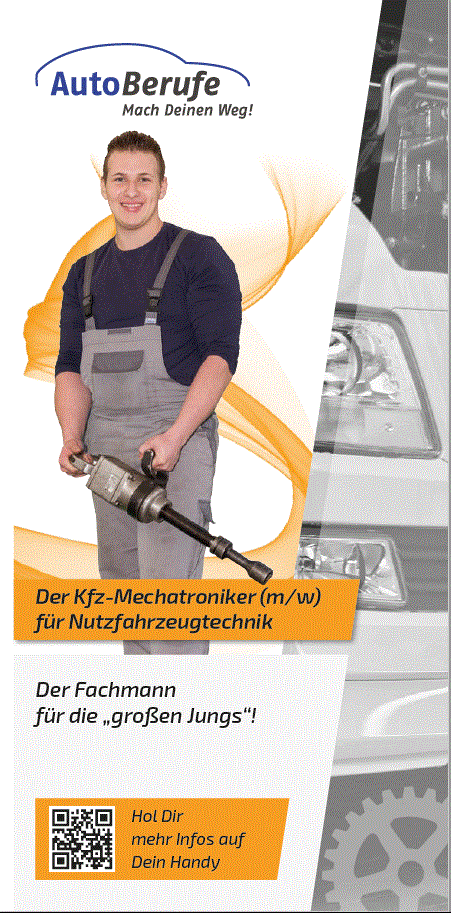 AutoBerufe
Mach Deinen Weg!
Der Kfz-Mechatroniker (m/w)
für Nutzfahrzeugtechnik
Der Fachmann
für die „großen Jungs“!
Hol Dir
mehr Infos auf
Dein Handy